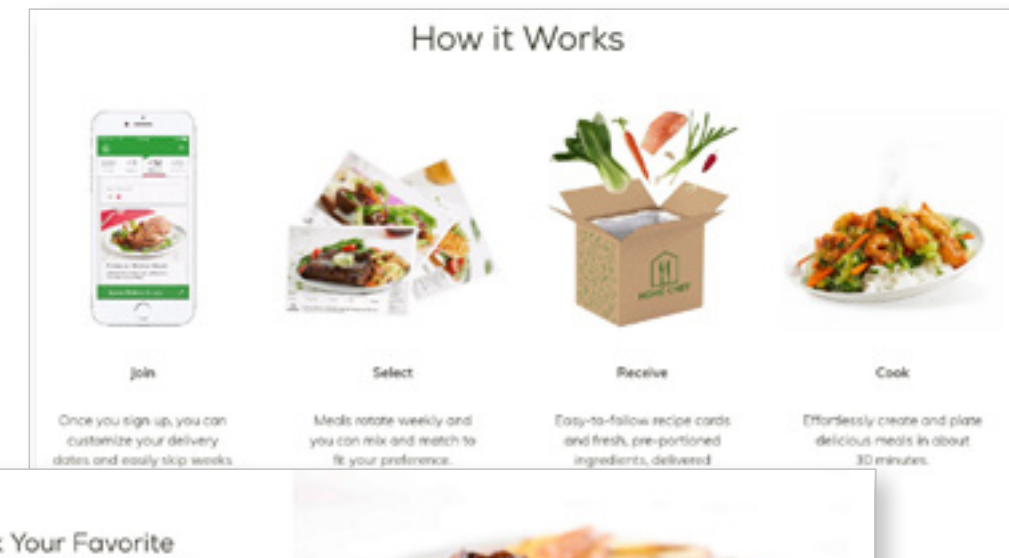 How it Works
HOME CHEF
Join
Select
Receive
Cook
Once you sign up, you can
customize your delivery
dates and easily skip weeks
Meals rotate weekly and
you can mix and match to
fit your preference.
Easy-to-follow recipe cards
and fresh, pre-portioned
ingredients, delivered
Effortlessly create and plate
delicious meals in about
30 minutes.
Your Favorite